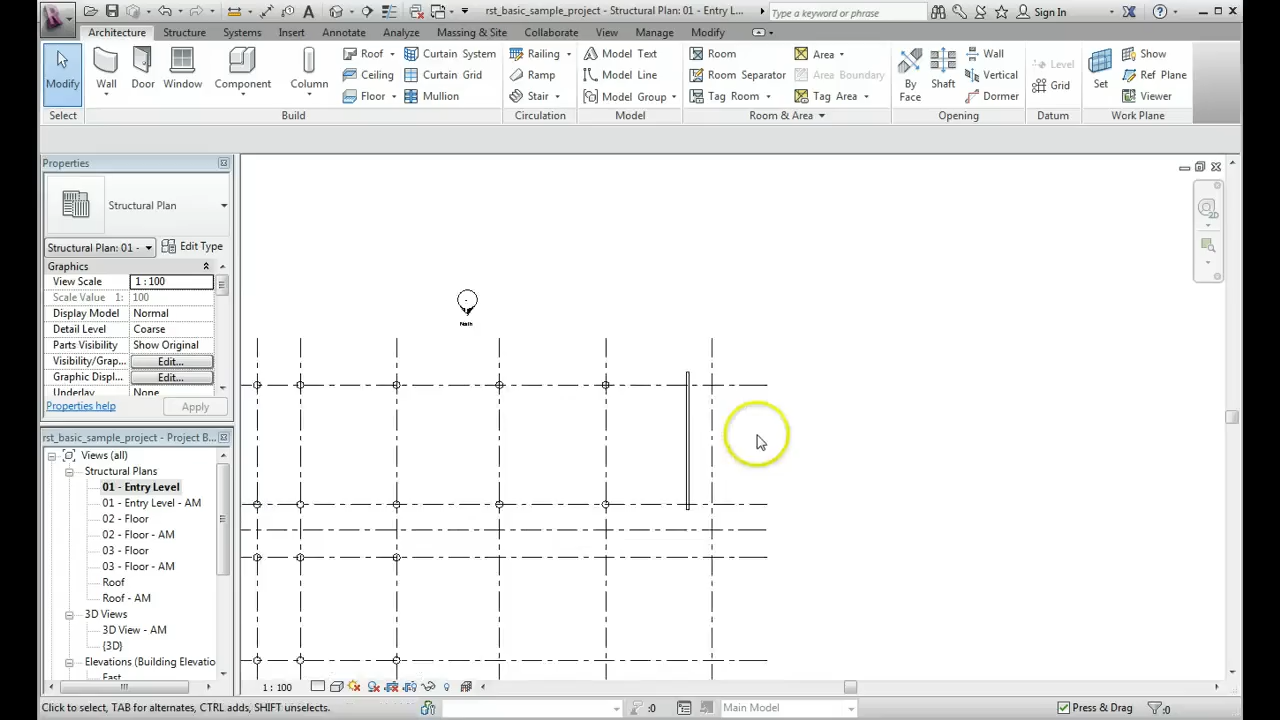 rst_basic_sample_project - Structural Plan: 01 - Entry L...
Type a keyword or phrase
Sign In
Architecture Structure Systems Insert Annotate Analyze Massing & Site Collaborate View Manage Modify
Modify
Wall
Door
Window
Component
Column
Roof
Ceiling
Floor
Curtain System
Curtain Grid
Mullion
Railing
Ramp
Stair
Model Text
Model Line
Model Group
Room
Room Separator
Tag Room
Area
Area Boundary
Tag Area
By Face
Shaft
Wall
Vertical
Dormer
Level
Grid
Set
Show
Ref Plane
Viewer
Select Build Circulation Model Room & Area Opening Datum Work Plane
Properties
Structural Plan
Structural Plan: 01 - Edit Type
Graphics
View Scale 1 : 100
Scale Value 1: 100
Display Model Normal
Detail Level Coarse
Parts Visibility Show Original
Visibility/Grap... Edit...
Graphic Displ... Edit...
Underlay None
Properties help Apply
rst_basic_sample_project - Project B...
Views (all)
Structural Plans
01 - Entry Level
01 - Entry Level - AM
02 - Floor
02 - Floor - AM
03 - Floor
03 - Floor - AM
Roof
Roof - AM
3D Views
3D View - AM
{3D}
Elevations (Building Elevatio
East
2D
1 : 100
Click to select, TAB for alternates, CTRL adds, SHIFT unselects.
:0
Main Model
Press & Drag
:0